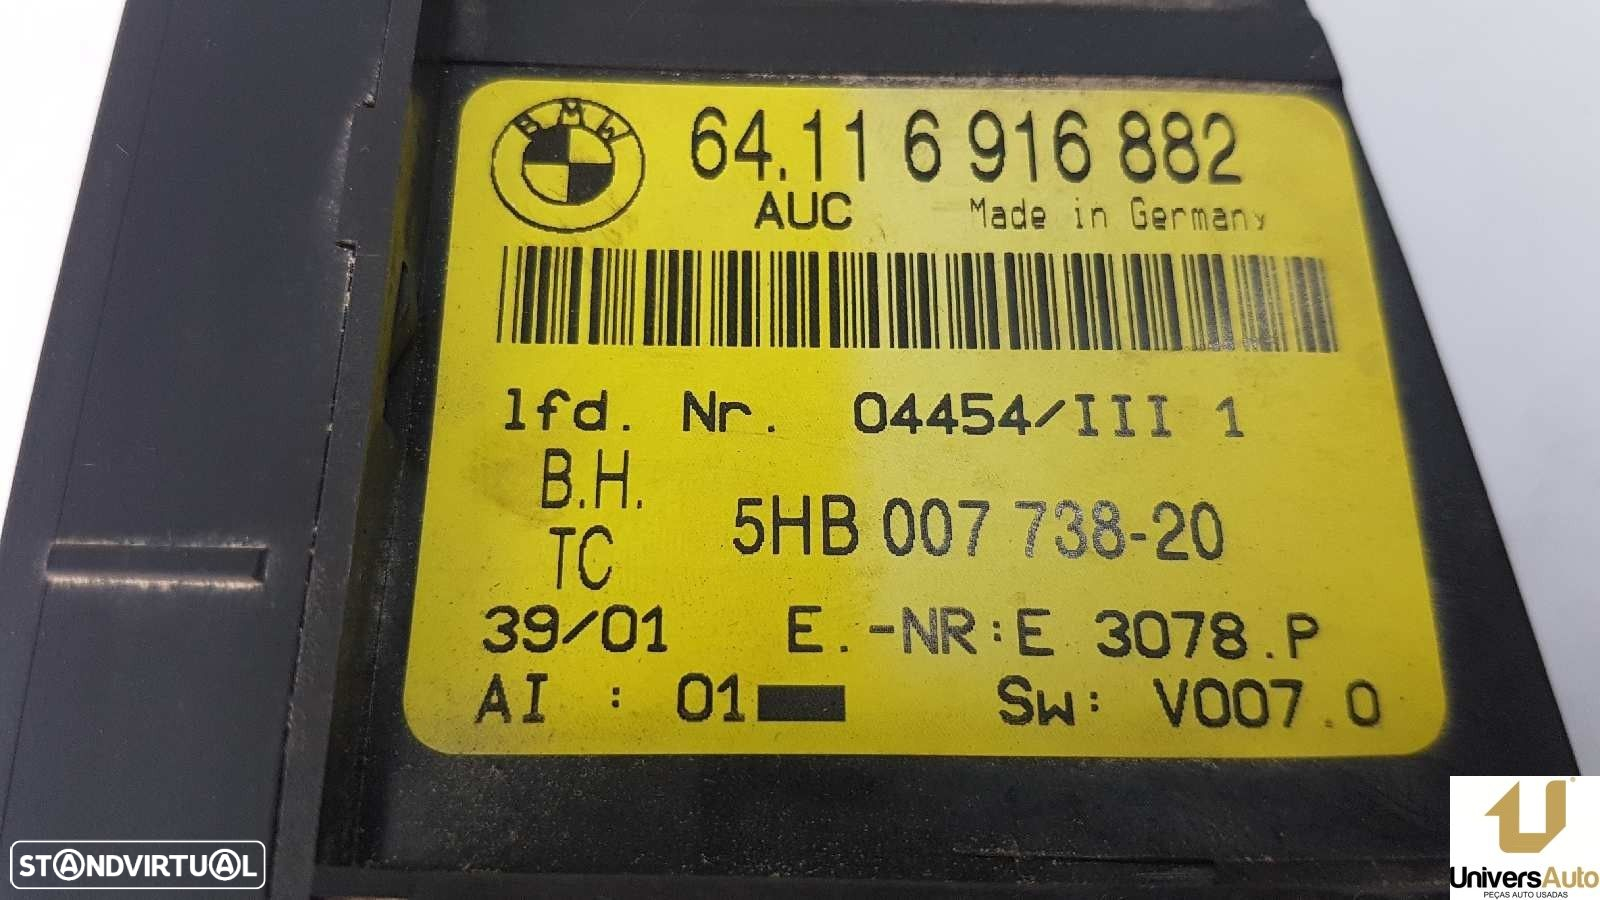 BMW
64.11 6 916 882
AUC Made in Germany
lfd. Nr. 04454/III 1
B.H.
TC
5HB 007 738-20
39/01 E.-NR:E 3078.P
AI : 01 Sw: V007.0
STANDVIRTUAL
UniversAuto
PEÇAS AUTO USADAS